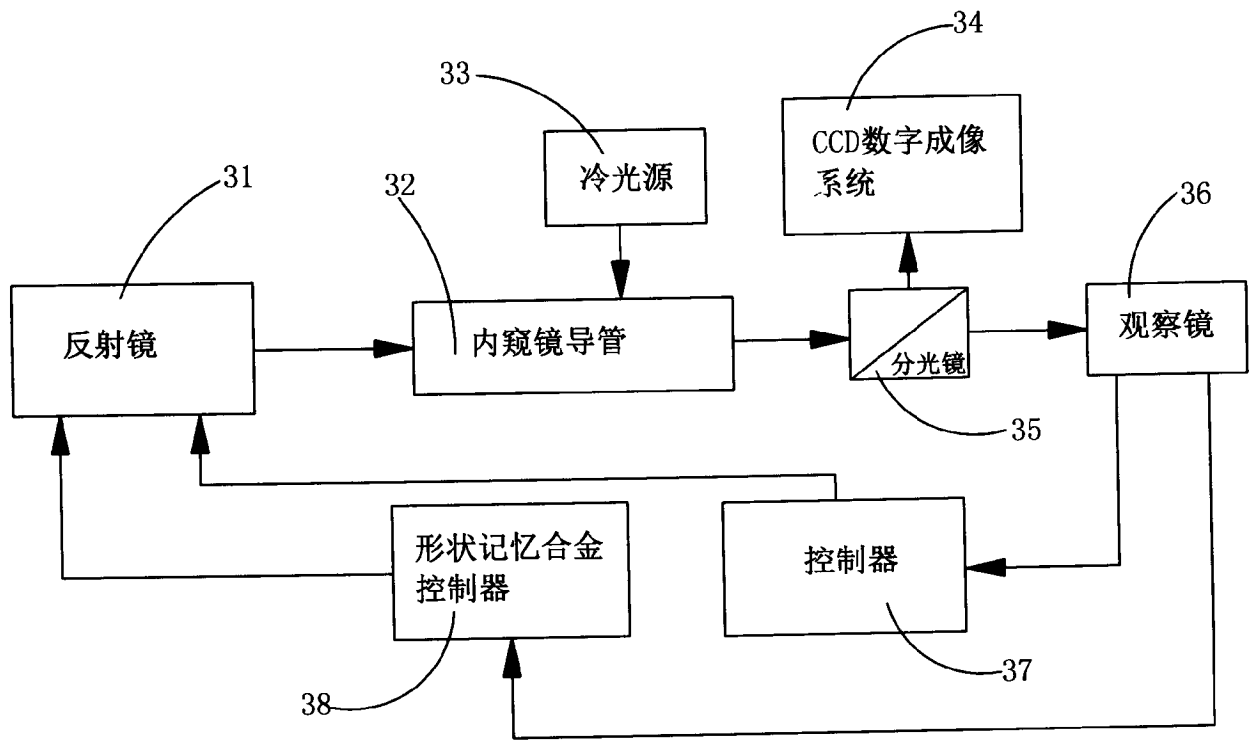 34
33
CCD数字成像
系统
冷光源
31
32
36
反射镜
内窥镜导管
分光镜
观察镜
35
形状记忆合金
控制器
控制器
38
37